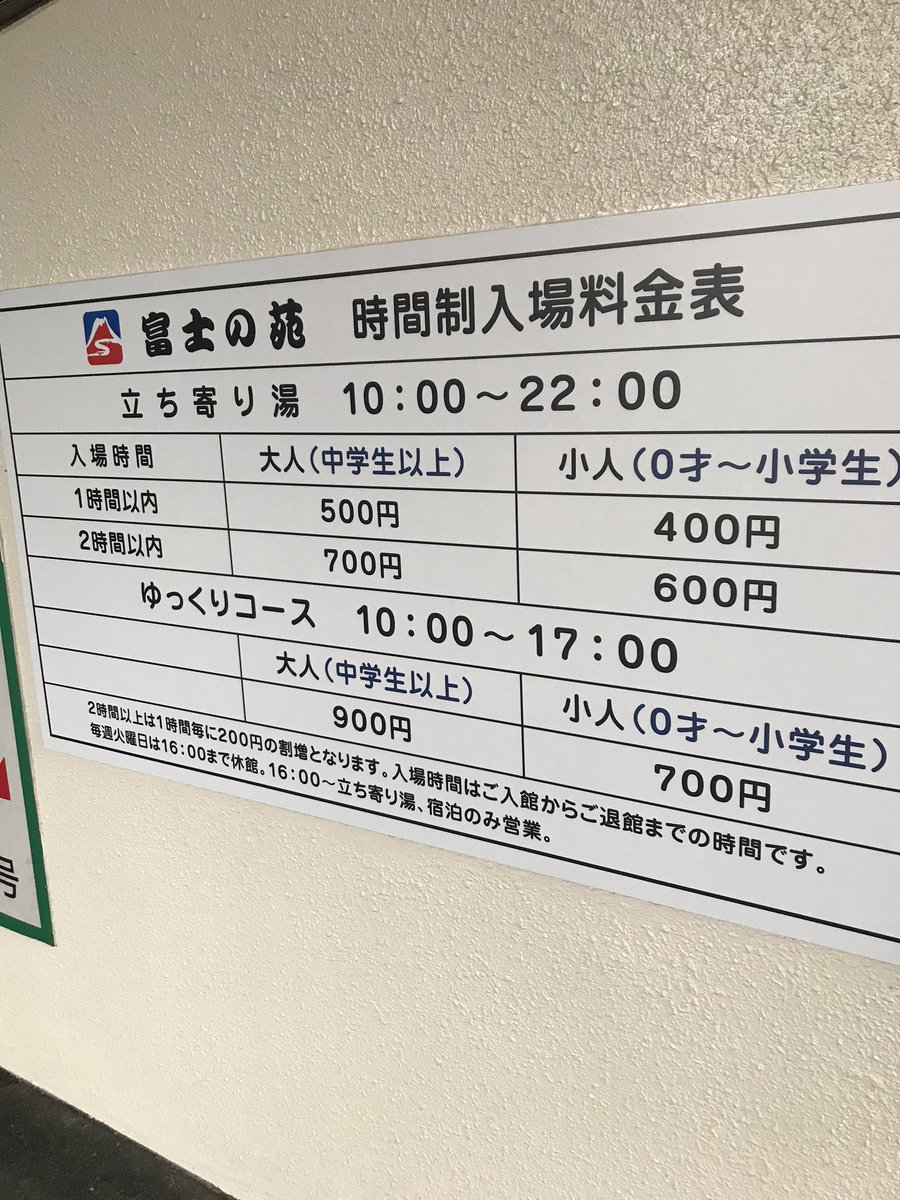 富士の苑 時間制入場料金表
立ち寄り湯 10:00～22:00
入場時間 大人(中学生以上) 小人(0才～小学生)
1時間以内 500円 400円
2時間以内 700円 600円
ゆっくりコース 10:00～17:00
大人(中学生以上) 小人(0才～小学生)
900円 700円
2時間以上は1時間毎に200円の割増となります。入場時間はご入館からご退館までの時間です。
毎週火曜日は16:00まで休館。16:00～立ち寄り湯、宿泊のみ営業。
号